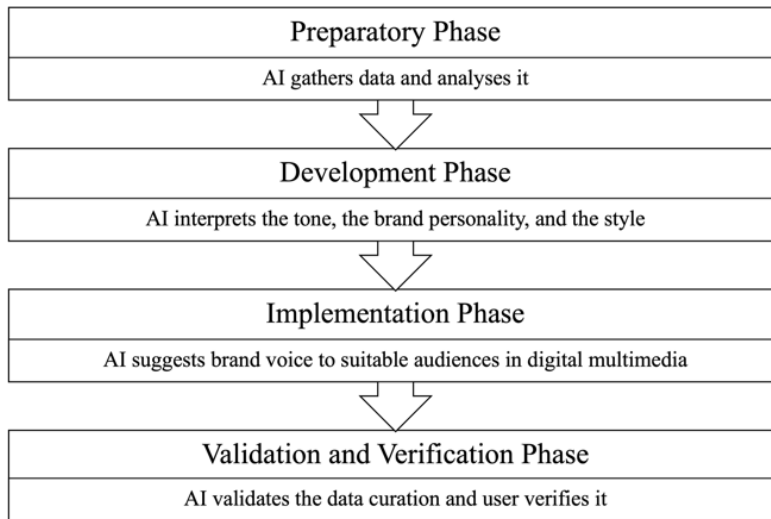 Preparatory Phase
AI gathers data and analyses it
Development Phase
AI interprets the tone, the brand personality, and the style
Implementation Phase
AI suggests brand voice to suitable audiences in digital multimedia
Validation and Verification Phase
AI validates the data curation and user verifies it